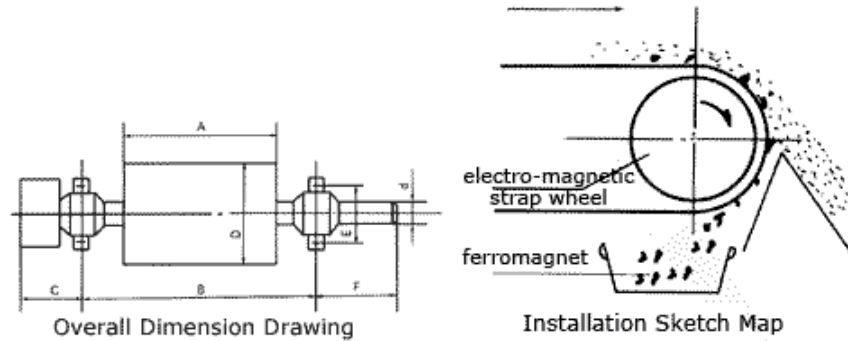 A
D
E
d
C
B
F
Overall Dimension Drawing
electro-magnetic
strap wheel
ferromagnet
Installation Sketch Map